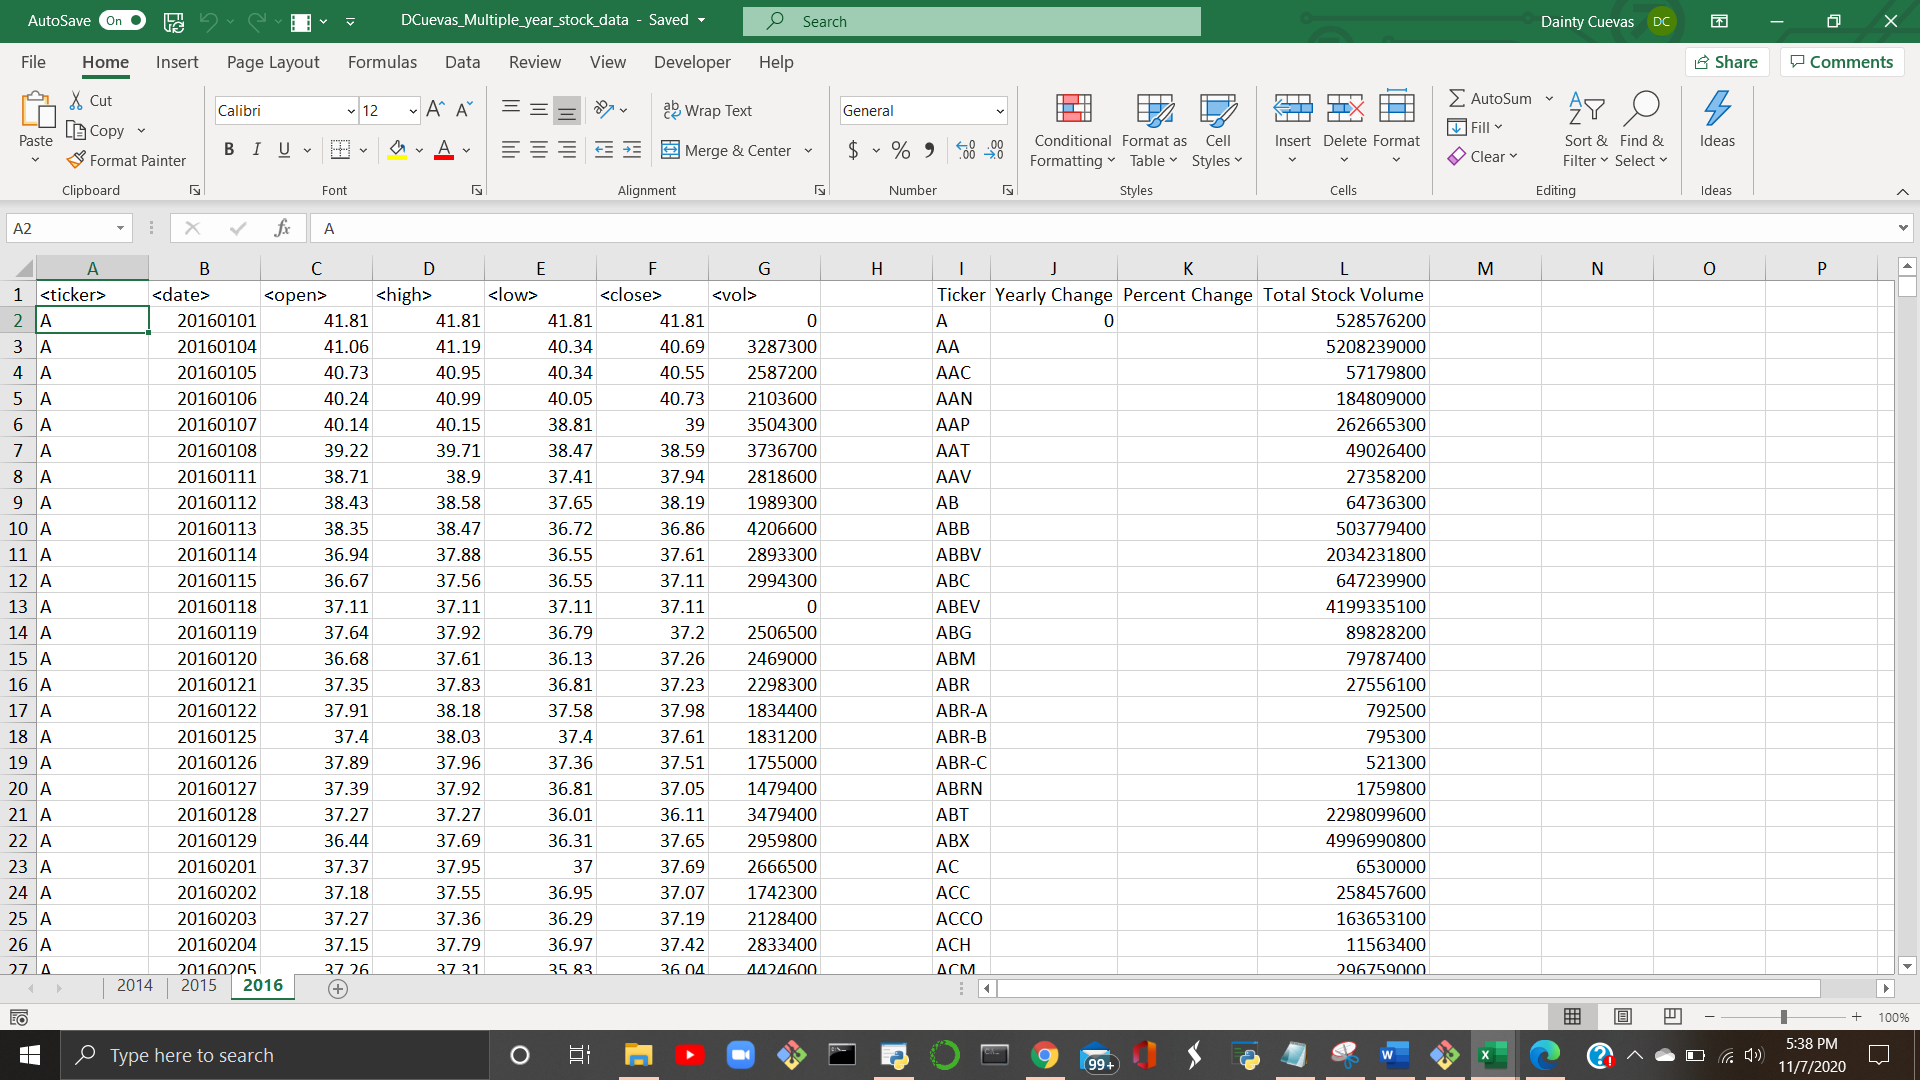 AutoSave On DCuevas_Multiple_year_stock_data - Saved Search Dainty Cuevas DC
File Home Insert Page Layout Formulas Data Review View Developer Help Share Comments
Paste Cut Copy Format Painter Clipboard
Calibri 12 B I U A Font
Wrap Text Merge & Center Alignment
General $ % Number
Conditional Formatting Format as Table Cell Styles Styles
Insert Delete Format Cells
AutoSum Fill Clear Sort & Filter Find & Select Editing
Ideas Ideas
A2 fx A
A B C D E F G H I J K L M N O P
1 <ticker> <date> <open> <high> <low> <close> <vol> Ticker Yearly Change Percent Change Total Stock Volume
2 A 20160101 41.81 41.81 41.81 41.81 0 A 0 528576200
3 A 20160104 41.06 41.19 40.34 40.69 3287300 AA 5208239000
4 A 20160105 40.73 40.95 40.34 40.55 2587200 AAC 57179800
5 A 20160106 40.24 40.99 40.05 40.73 2103600 AAN 184809000
6 A 20160107 40.14 40.15 38.81 39 3504300 AAP 262665300
7 A 20160108 39.22 39.71 38.47 38.59 3736700 AAT 49026400
8 A 20160111 38.71 38.9 37.41 37.94 2818600 AAV 27358200
9 A 20160112 38.43 38.58 37.65 38.19 1989300 AB 64736300
10 A 20160113 38.35 38.47 36.72 36.86 4206600 ABB 503779400
11 A 20160114 36.94 37.88 36.55 37.61 2893300 ABBV 2034231800
12 A 20160115 36.67 37.56 36.55 37.11 2994300 ABC 647239900
13 A 20160118 37.11 37.11 37.11 37.11 0 ABEV 4199335100
14 A 20160119 37.64 37.92 36.79 37.2 2506500 ABG 89828200
15 A 20160120 36.68 37.61 36.13 37.26 2469000 ABM 79787400
16 A 20160121 37.35 37.83 36.81 37.23 2298300 ABR 27556100
17 A 20160122 37.91 38.18 37.58 37.98 1834400 ABR-A 792500
18 A 20160125 37.4 38.03 37.4 37.61 1831200 ABR-B 795300
19 A 20160126 37.89 37.96 37.36 37.51 1755000 ABR-C 521300
20 A 20160127 37.39 37.92 36.81 37.05 1479400 ABRN 1759800
21 A 20160128 37.27 37.27 36.01 36.11 3479400 ABT 2298099600
22 A 20160129 36.44 37.69 36.31 37.65 2959800 ABX 4996990800
23 A 20160201 37.37 37.95 37 37.69 2666500 AC 6530000
24 A 20160202 37.18 37.55 36.95 37.07 1742300 ACC 258457600
25 A 20160203 37.27 37.36 36.29 37.19 2128400 ACCO 163653100
26 A 20160204 37.15 37.79 36.97 37.42 2833400 ACH 11563400
27 A 20160205 37.26 37.31 35.83 36.04 4424600 ACM 296759000
2014 2015 2016
100%
Type here to search 99+ 5:38 PM
11/7/2020